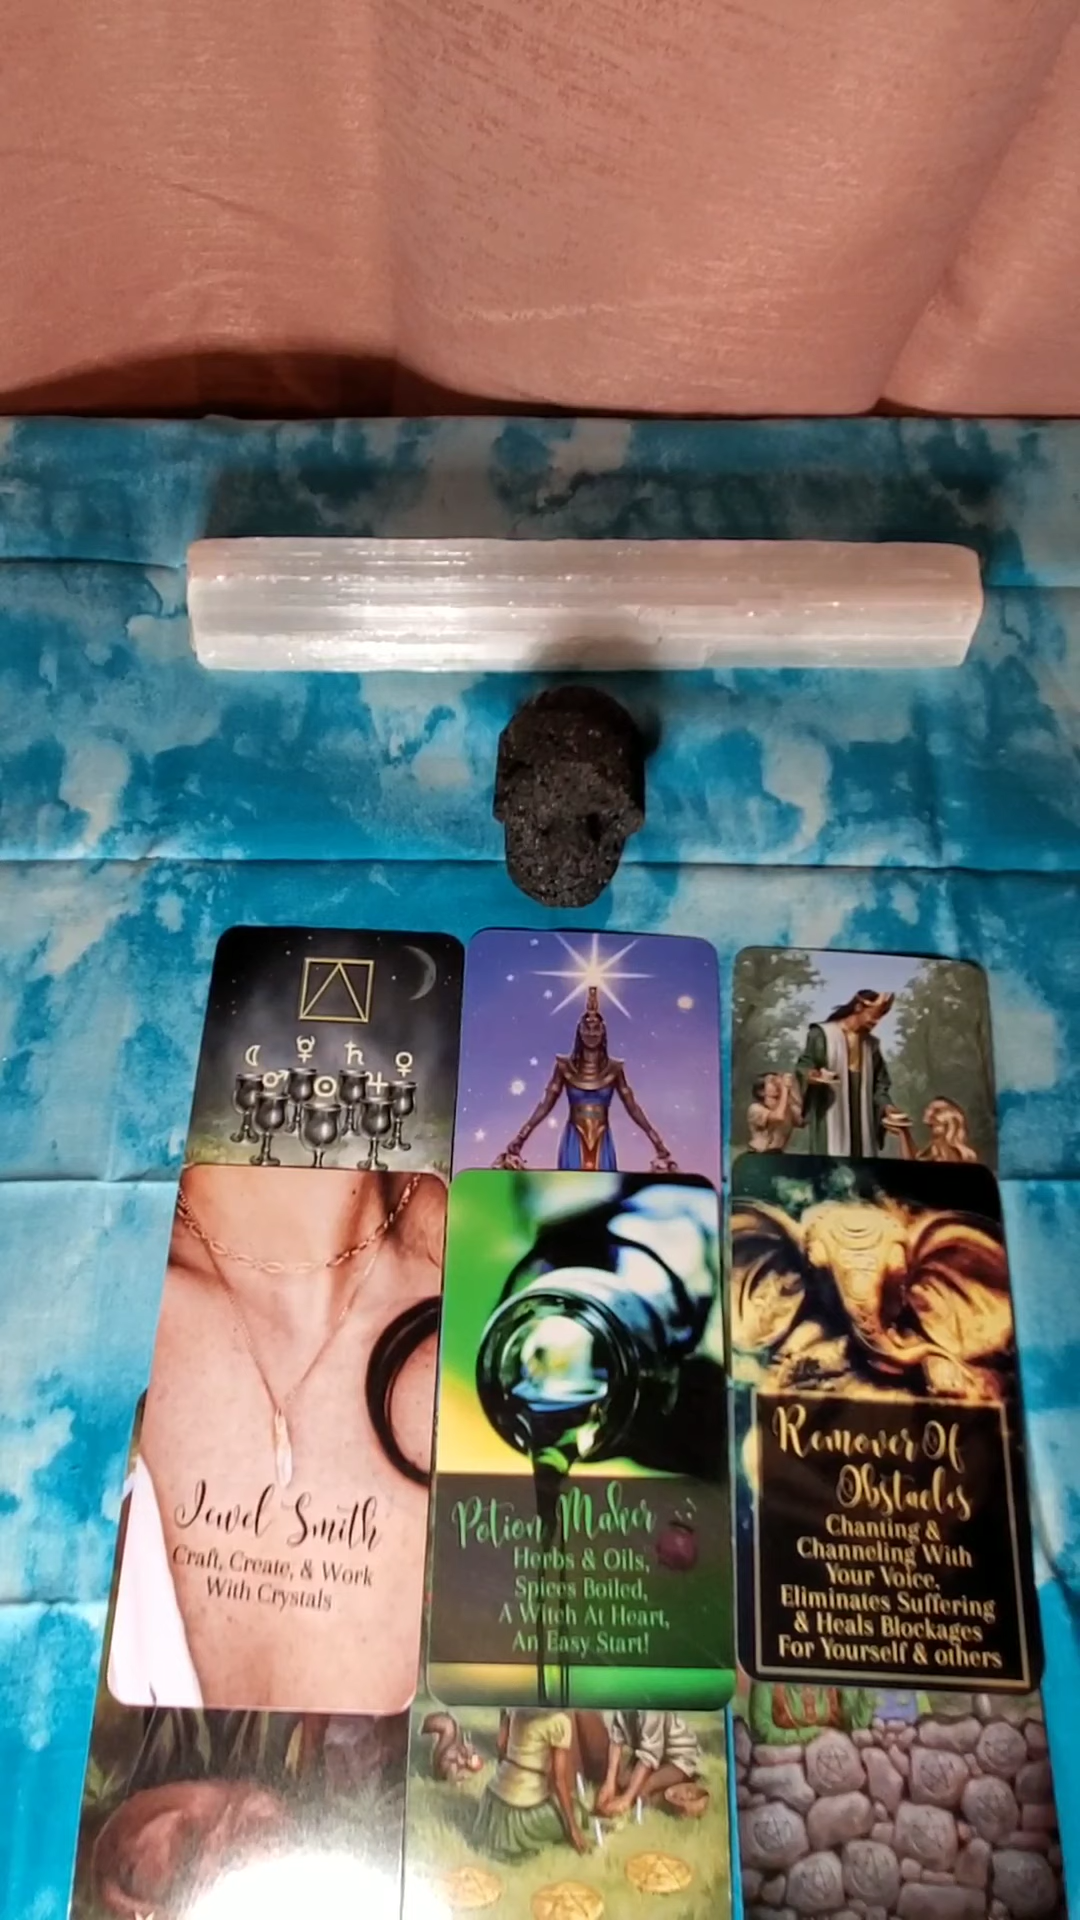 Jewel Smith
Craft, Create, & Work
With Crystals
Potion Maker
Herbs & Oils,
Spices Boiled,
A Witch At Heart,
An Easy Start!
Remover Of
Obstacles
Chanting &
Channeling With
Your Voice,
Eliminates Suffering
& Heals Blockages
For Yourself & others